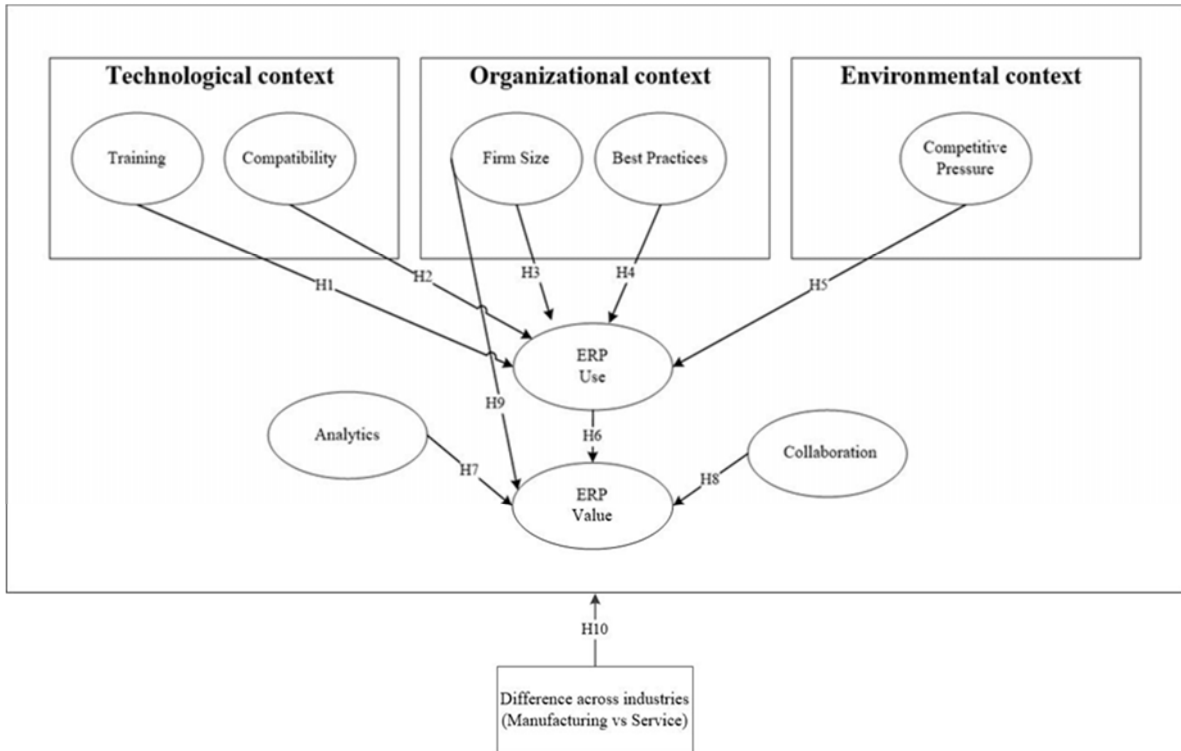 Technological context
Organizational context
Environmental context
Training
Compatibility
Firm Size
Best Practices
Competitive
Pressure
H1
H2
H3
H4
H5
ERP
Use
H9
H6
Analytics
Collaboration
H7
H8
ERP
Value
H10
Difference across industries
(Manufacturing vs Service)